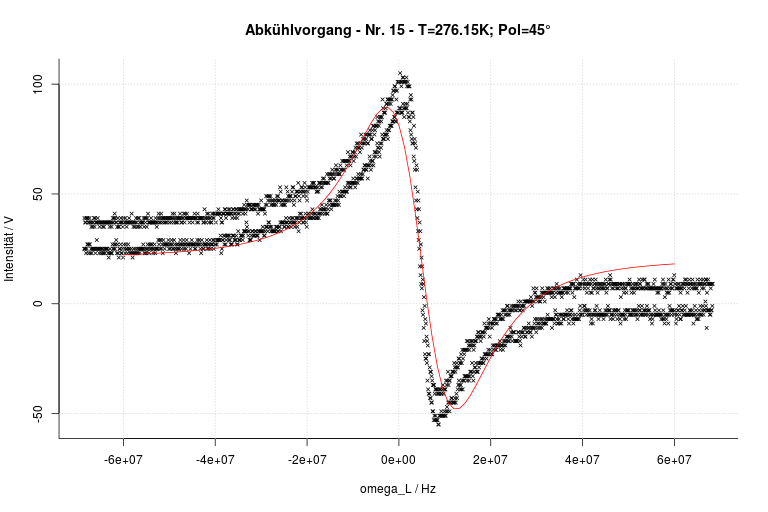 Abkühlvorgang - Nr. 15 - T=276.15K; Pol=45°
Intensität / V
100
50
0
-50
-6e+07 -4e+07 -2e+07 0e+00 2e+07 4e+07 6e+07
omega_L / Hz